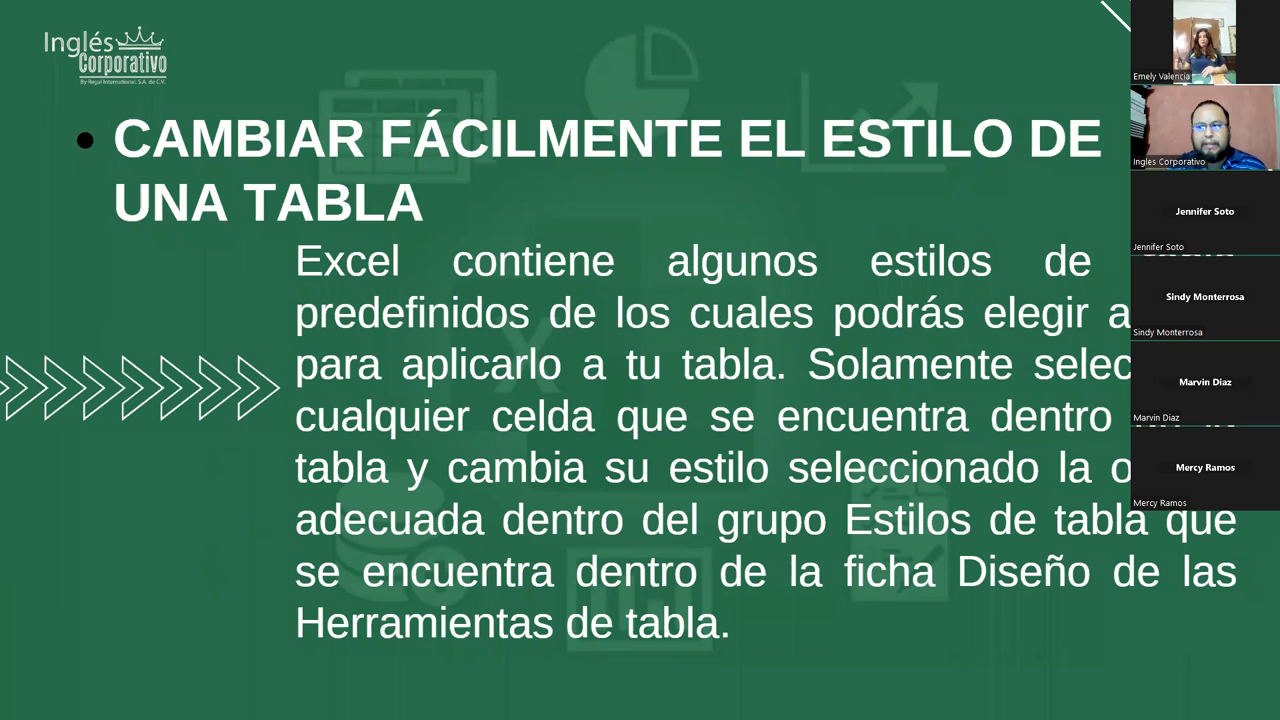 Inglés
Corporativo
By Regal International, S.A. de C.V.
• CAMBIAR FÁCILMENTE EL ESTILO DE
UNA TABLA
Excel contiene algunos estilos de
predefinidos de los cuales podrás elegir
para aplicarlo a tu tabla. Solamente
cualquier celda que se encuentra dentro
tabla y cambia su estilo seleccionado la
adecuada dentro del grupo Estilos de tabla que
se encuentra dentro de la ficha Diseño de las
Herramientas de tabla.
Emely Valencia
Ingles Corporativo
Jennifer Soto
Jennifer Soto
Sindy Monterrosa
Sindy Monterrosa
Marvin Diaz
Marvin Diaz
Mercy Ramos
Mercy Ramos